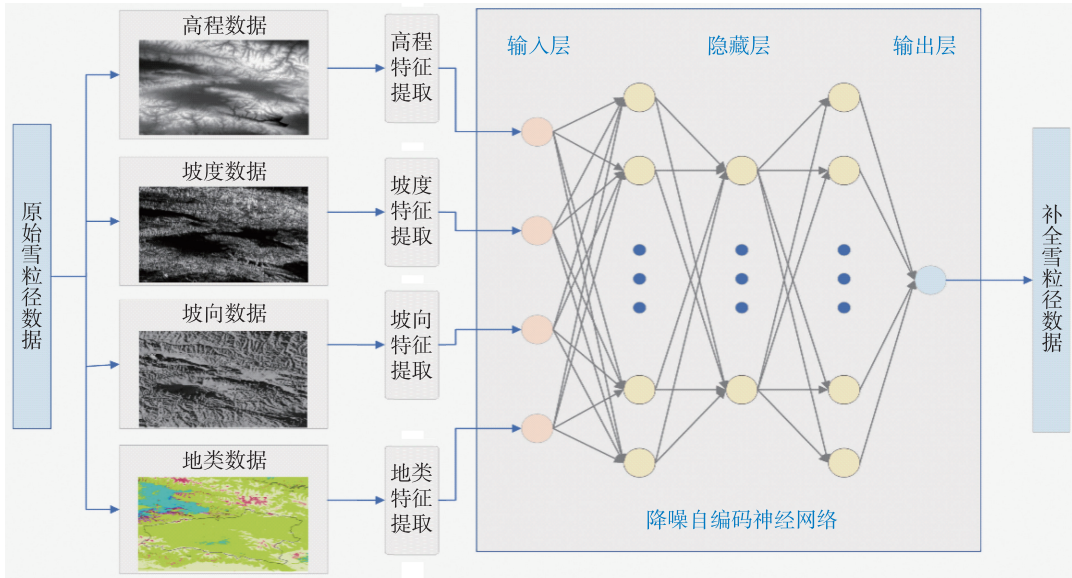 原始雪粒径数据
高程数据
坡度数据
坡向数据
地类数据
高程
特征
提取
坡度
特征
提取
坡向
特征
提取
地类
特征
提取
输入层
隐藏层
输出层
降噪自编码神经网络
补全雪粒径数据